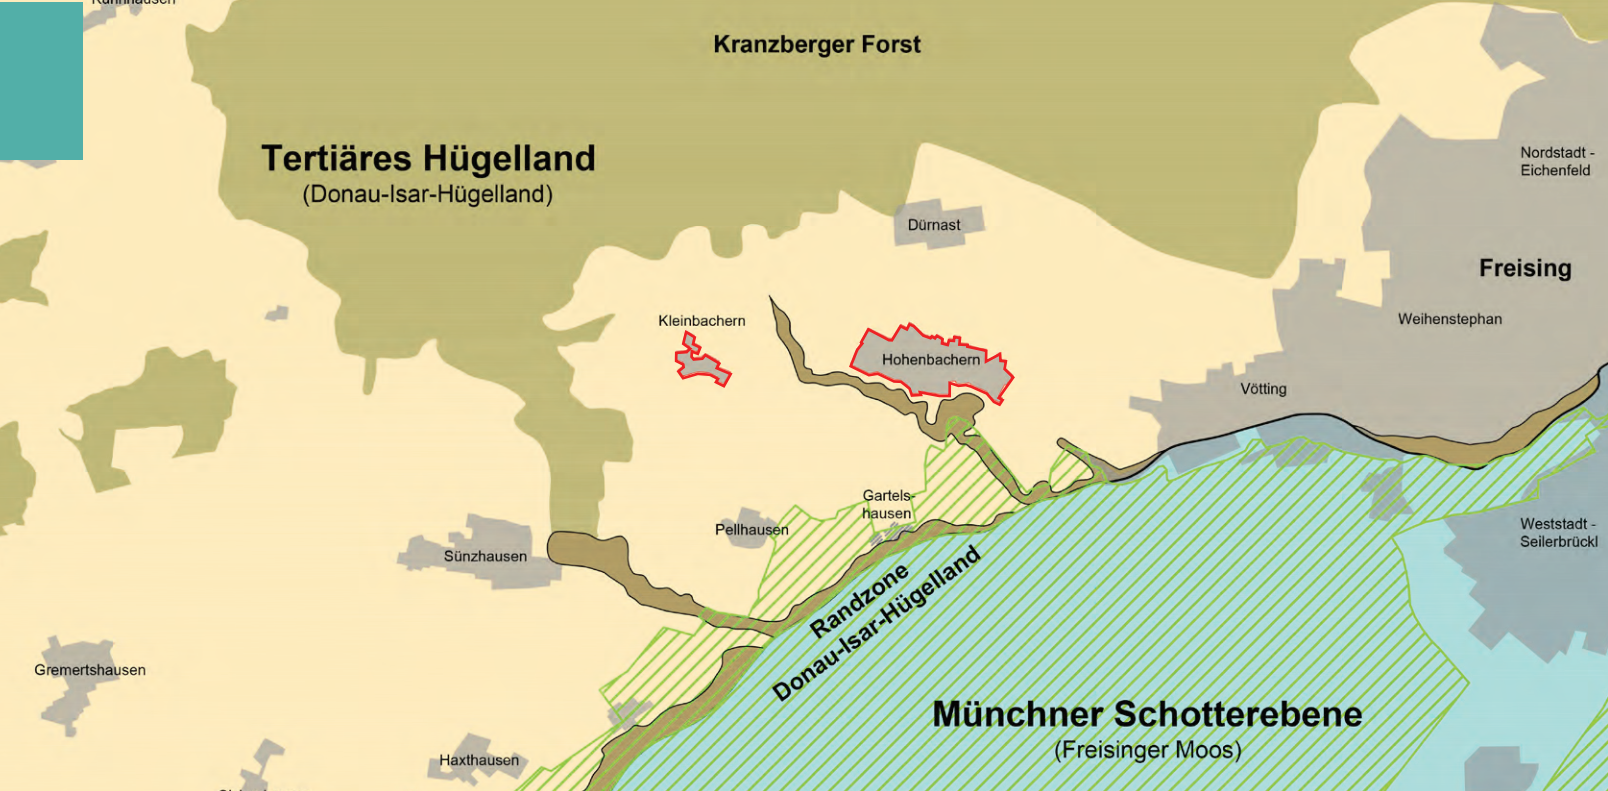 Kranzberger Forst
Tertiäres Hügelland
(Donau-Isar-Hügelland)
Nordstadt -
Eichenfeld
Dürnast
Freising
Kleinbachern
Weihenstephan
Hohenbachern
Vötting
Gartels-
hausen
Pellhausen
Weststadt -
Seilerbrückl
Sünzhausen
Randzone
Donau-Isar-Hügelland
Gremertshausen
Münchner Schotterebene
(Freisinger Moos)
Haxthausen